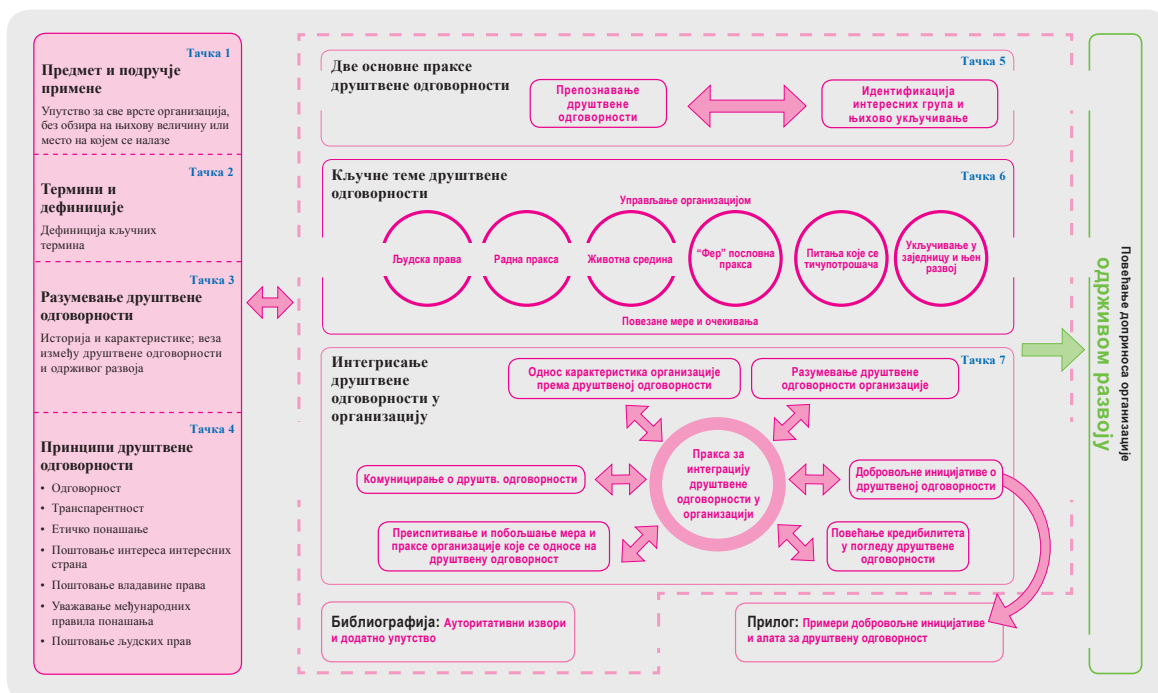 Тачка 1
Предмет и подручје
примене
Упутство за све врсте организација,
без обзира на њихову величину или
место на којем се налазе
Тачка 2
Термини и
дефиниције
Дефиниција кључних
термина
Тачка 3
Разумевање друштвене
одговорности
Историја и карактеристике; веза
између друштвене одговорности
и одрживог развоја
Тачка 4
Принципи друштвене
одговорности
• Одговорност
• Транспарентност
• Етичко понашање
• Поштовање интереса интересних
страна
• Поштовање владавине права
• Уважавање међународних
правила понашања
• Поштовање људских прав
Две основне праксе
друштвене одговорности
Тачка 5
Препознавање
друштвене
одговорности
Идентификација
интересних група и
њихово укључивање
Кључне теме друштвене
одговорности
Тачка 6
Управљање организацијом
Људска права
Радна пракса
Животна средина
“Фер” пословна
пракса
Питања које се
тичупотрошача
Укључивање у
заједницу и њен
развој
Повезане мере и очекивања
Интегрисање
друштвене
одговорности у
организацију
Тачка 7
Однос карактеристика организације
према друштвеној одговорности
Разумевање друштвене
одговорности организације
Пракса за
интеграцију
друштвене
одговорности у
организацији
Комуницирање о друштв. одговорности
Добровољне иницијативе о
друштвеној одговорности
Преиспитивање и побољшање мера и
праксе организације које се односе на
друштвену одговорност
Повећање кредибилитета
у погледу друштвене
одговорности
Библиографија: Ауторитативни извори
и додатно упутство
Прилог: Примери добровољне иницијативе
и алата за друштвену одговорност
Повећање доприноса организације
одрживом развоју